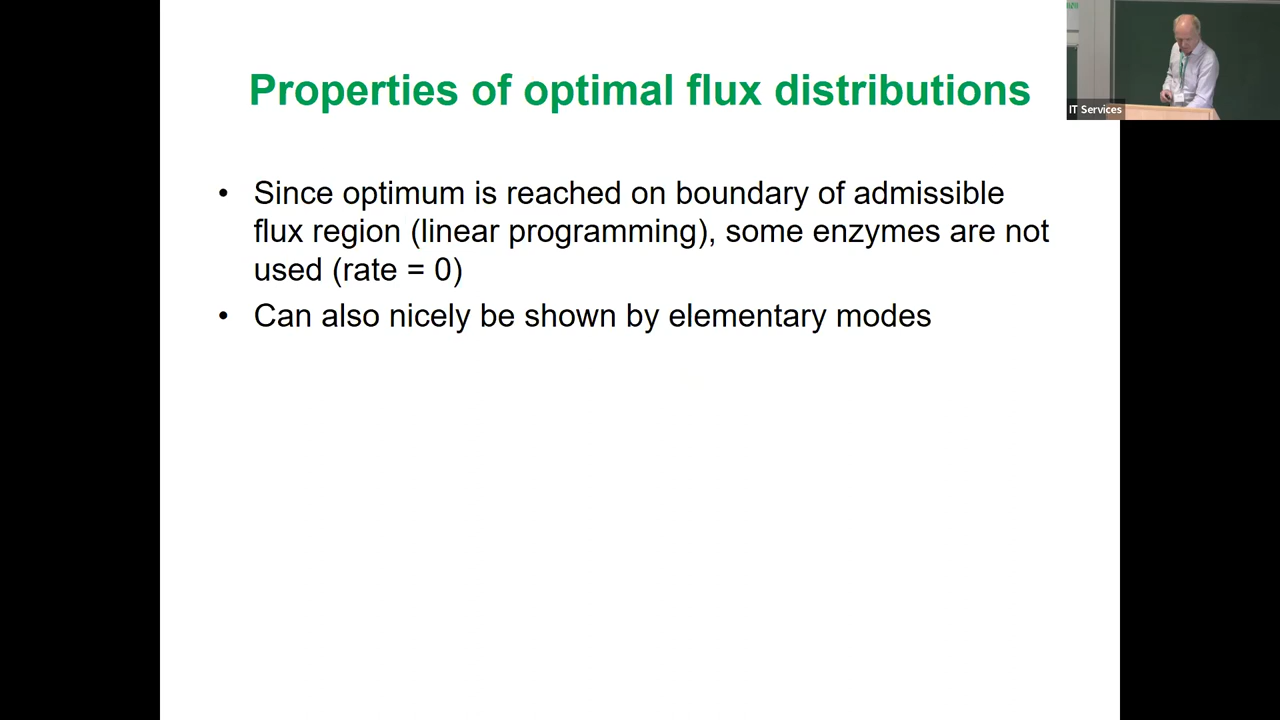 Properties of optimal flux distributions
• Since optimum is reached on boundary of admissible
flux region (linear programming), some enzymes are not
used (rate = 0)
• Can also nicely be shown by elementary modes
IT Services